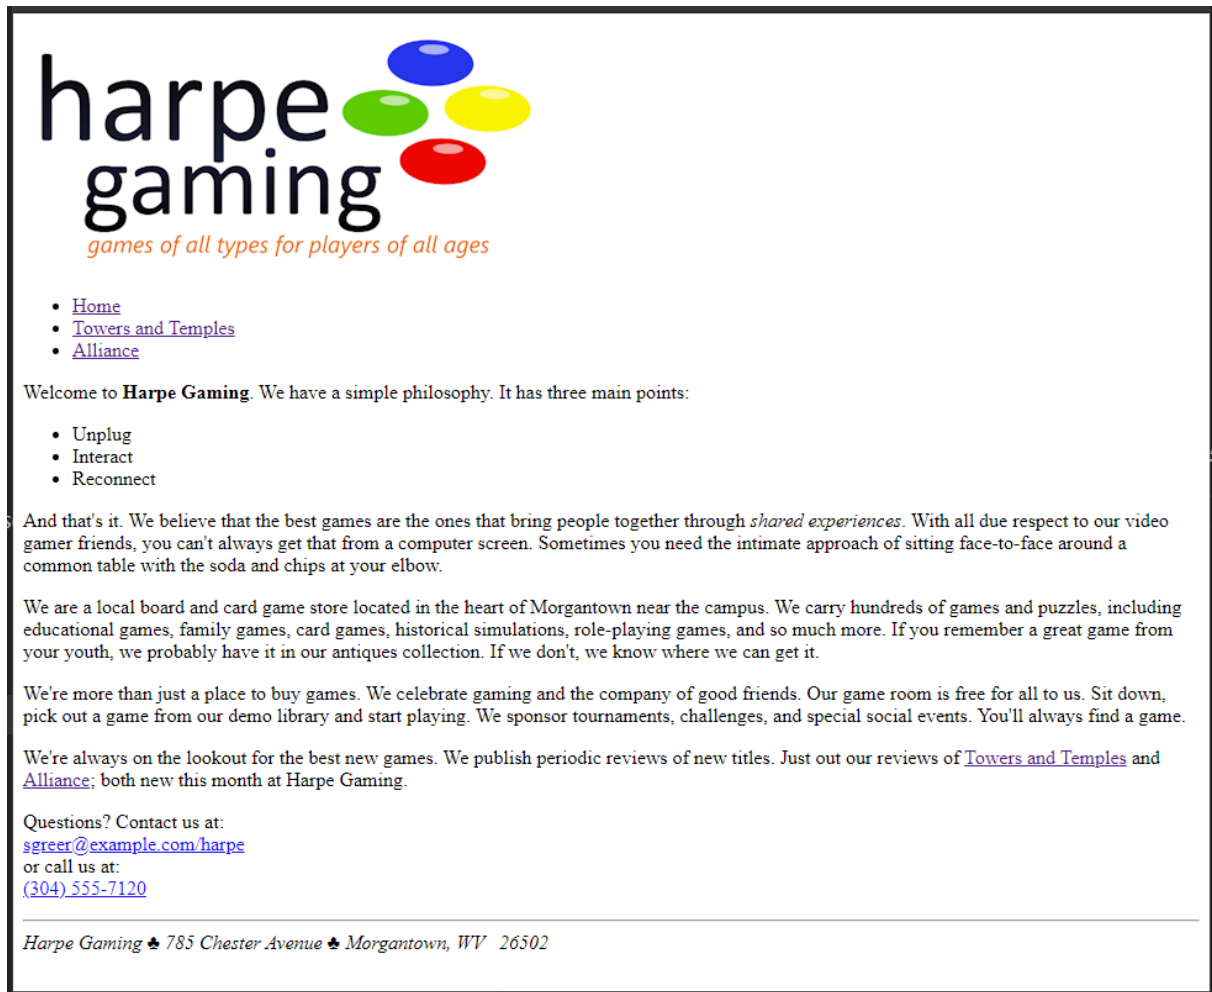 harpe
gaming
games of all types for players of all ages
Home
Towers and Temples
Alliance
Welcome to Harpe Gaming. We have a simple philosophy. It has three main points:
Unplug
Interact
Reconnect
And that's it. We believe that the best games are the ones that bring people together through shared experiences. With all due respect to our video
gamer friends, you can't always get that from a computer screen. Sometimes you need the intimate approach of sitting face-to-face around a
common table with the soda and chips at your elbow.
We are a local board and card game store located in the heart of Morgantown near the campus. We carry hundreds of games and puzzles, including
educational games, family games, card games, historical simulations, role-playing games, and so much more. If you remember a great game from
your youth, we probably have it in our antiques collection. If we don't, we know where we can get it.
We're more than just a place to buy games. We celebrate gaming and the company of good friends. Our game room is free for all to us. Sit down,
pick out a game from our demo library and start playing. We sponsor tournaments, challenges, and special social events. You'll always find a game.
We're always on the lookout for the best new games. We publish periodic reviews of new titles. Just out our reviews of Towers and Temples and
Alliance; both new this month at Harpe Gaming.
Questions? Contact us at:
sgreer@example.com/harpe
or call us at:
(304) 555-7120
Harpe Gaming ♣ 785 Chester Avenue ♣ Morgantown, WV 26502